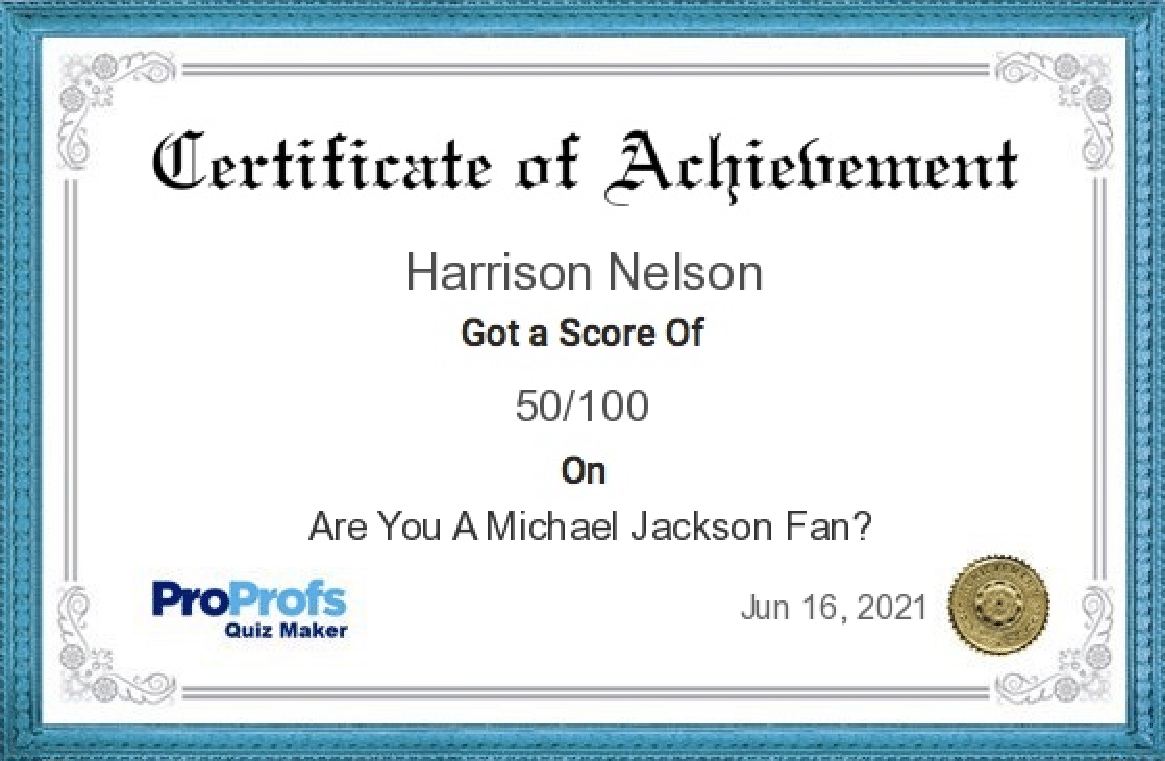 Certificate of Achievement
Harrison Nelson
Got a Score Of
50/100
On
Are You A Michael Jackson Fan?
ProProfs
Quiz Maker
Jun 16, 2021